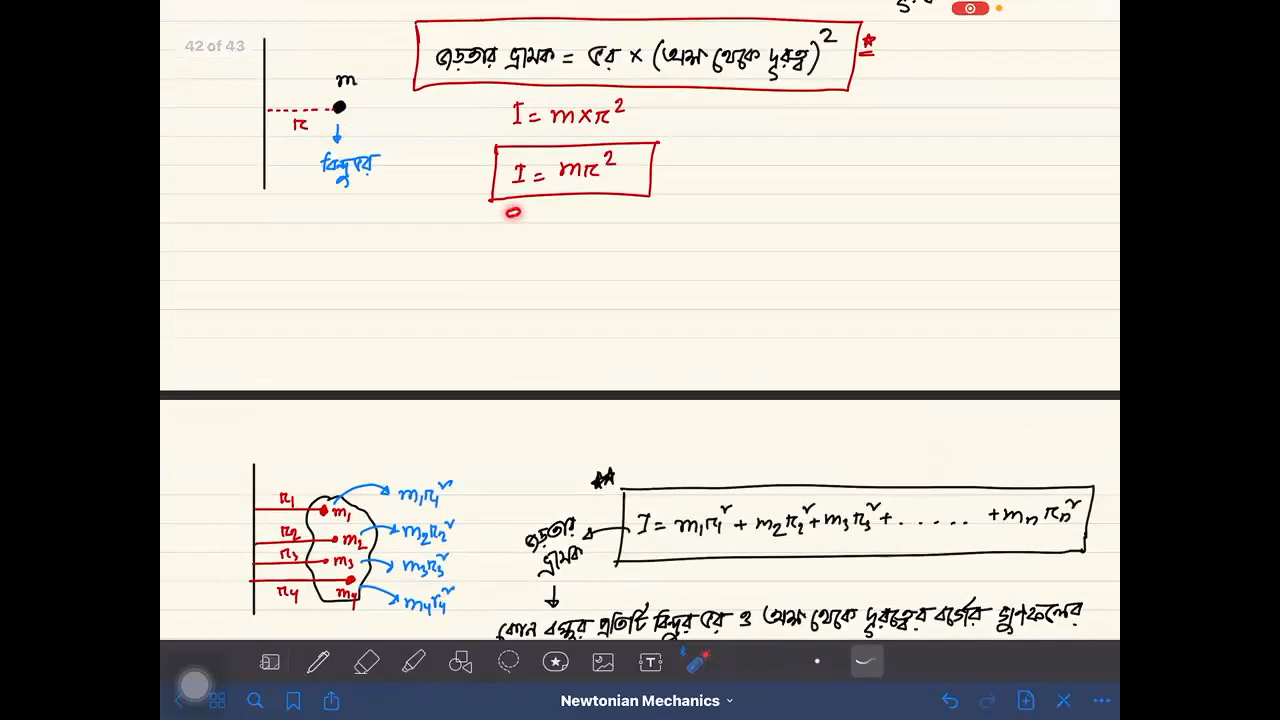 42 of 43
জড়তার ভ্রামক = ভর × (অক্ষ থেকে দূরত্ব)²
m
r
বিন্দুভর
I = m×r²
I = mr²
r₁ m₁ m₁r₁²
r₂ m₂ m₂r₂²
r₃ m₃ m₃r₃²
r₄ m₄ m₄r₄²
I = m₁r₁² + m₂r₂² + m₃r₃² + . . . . . + mₙrₙ²
জড়তার
ভ্রামক
কোন বস্তুর প্রতিটি বিন্দুর ভর ও অক্ষ থেকে দূরত্বের বর্গের গুণফলের
Newtonian Mechanics